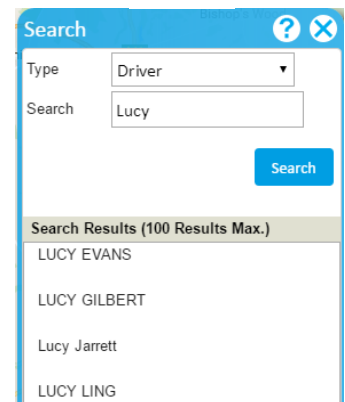 Bishop's W
Search ?
Type Driver
Search Lucy
Search
Search Results (100 Results Max.)
LUCY EVANS
LUCY GILBERT
Lucy Jarrett
LUCY LING